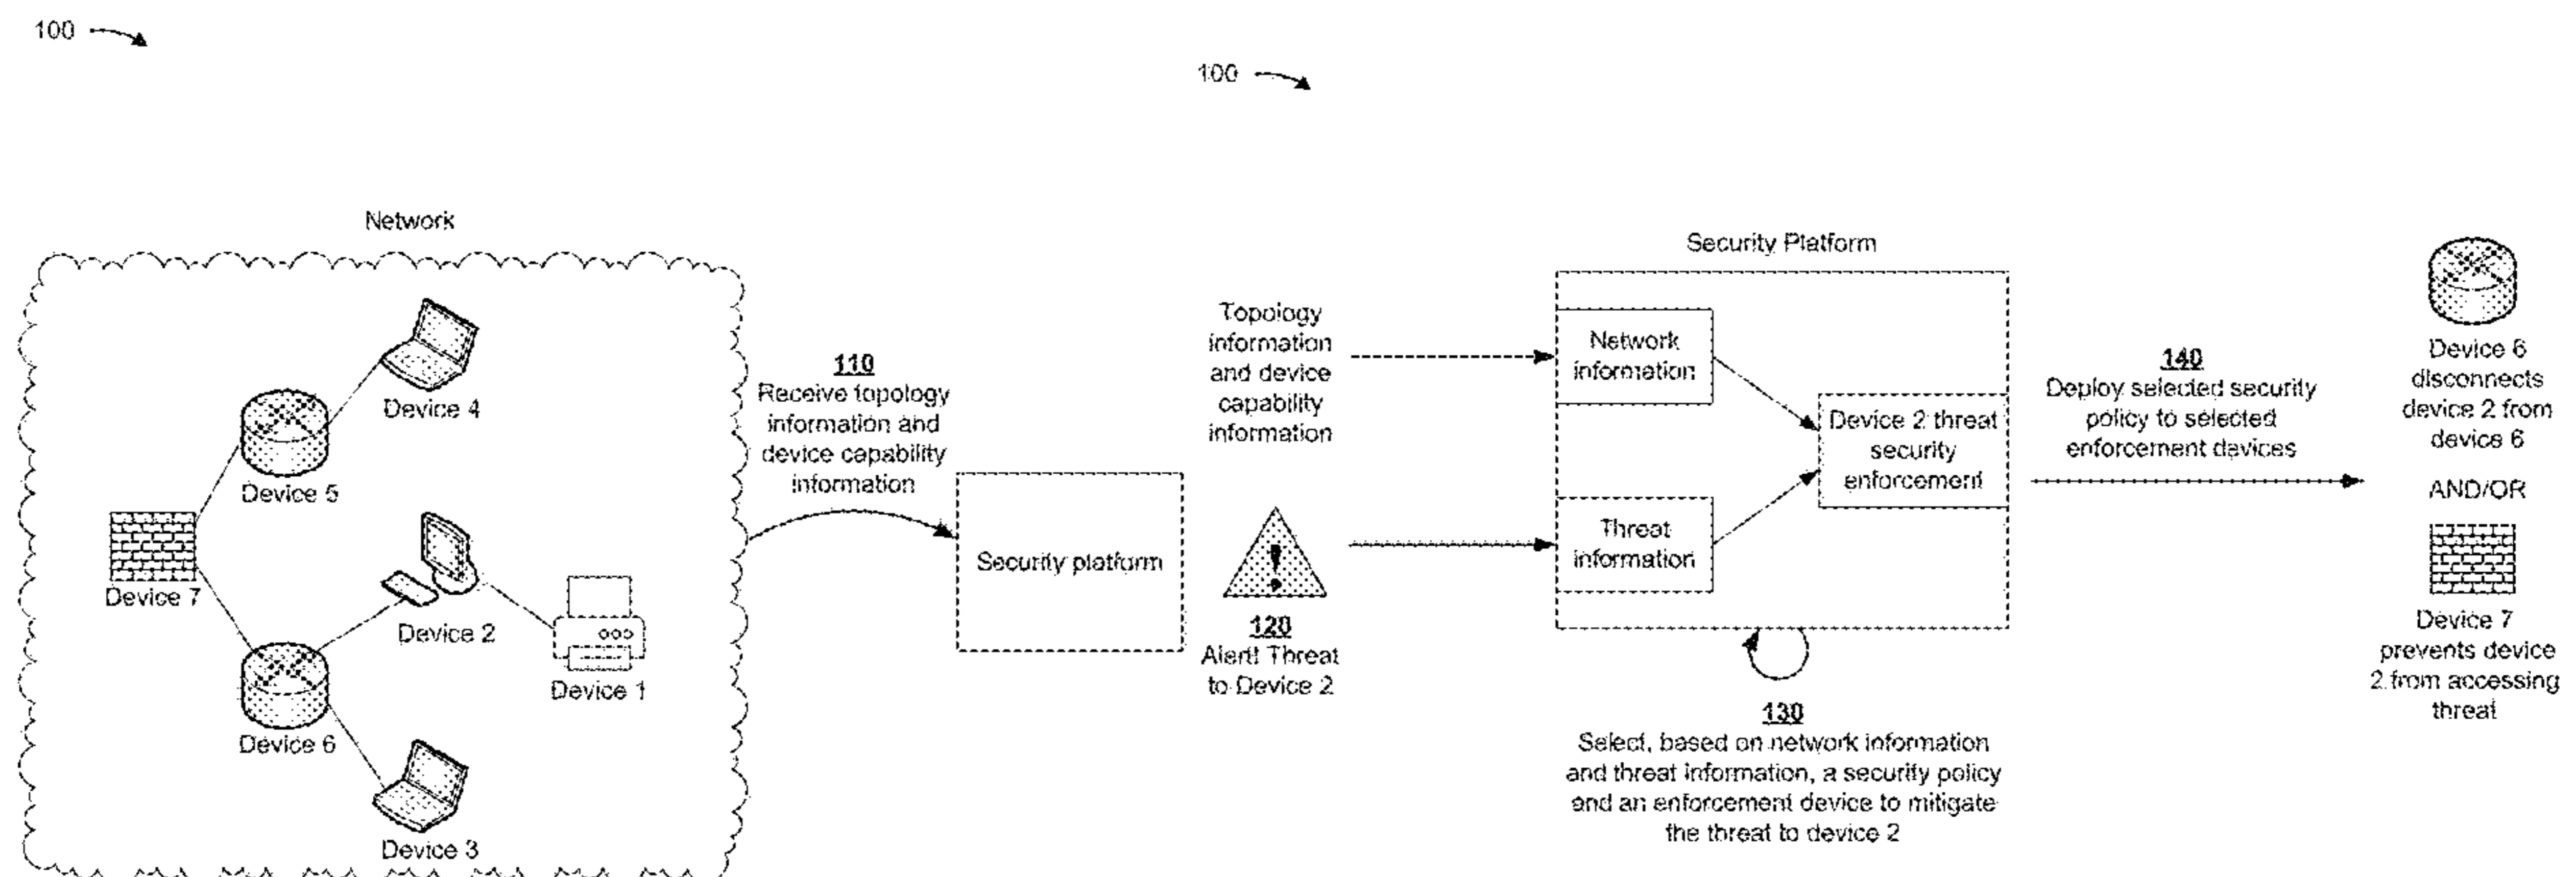 100
Network
Device 4
Device 5
Device 7
Device 2
Device 1
Device 6
Device 3
110
Receive topology
information and
device capability
information
Security platform
100
Topology
information
and device
capability
information
120
Alert! Threat
to Device 2
Security Platform
Network
information
Threat
information
Device 2 threat
security
enforcement
130
Select, based on network information
and threat information, a security policy
and an enforcement device to mitigate
the threat to device 2
140
Deploy selected security
policy to selected
enforcement devices
Device 6
disconnects
device 2 from
device 6
AND/OR
Device 7
prevents device
2 from accessing
threat